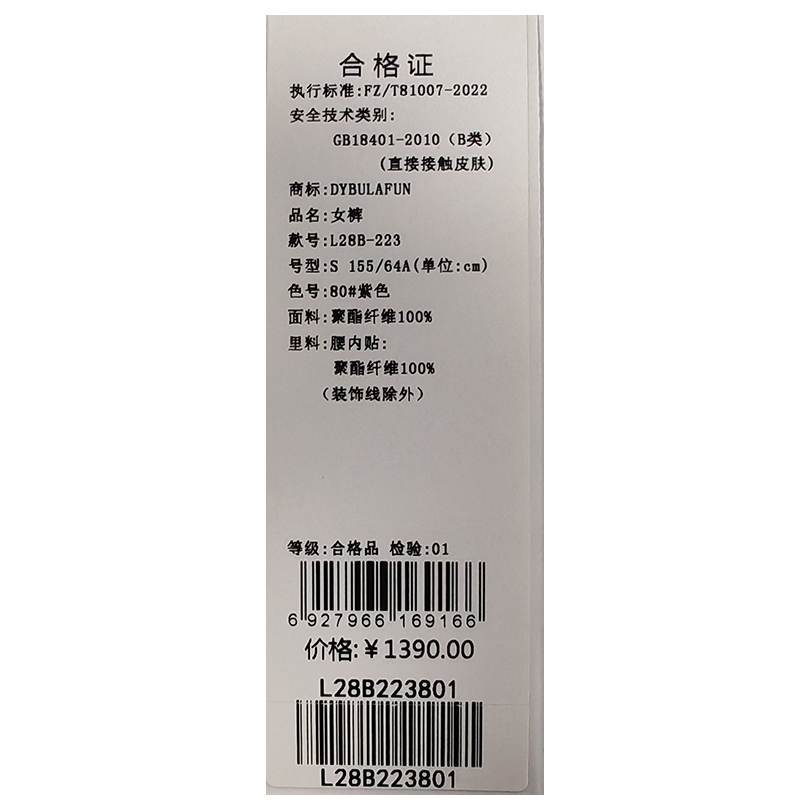 合格证
执行标准:FZ/T81007-2022
安全技术类别:
GB18401-2010（B类）
(直接接触皮肤)
商标:DYBULAFUN
品名:女裤
款号:L28B-223
号型:S 155/64A(单位:cm)
色号:80#紫色
面料:聚酯纤维100%
里料:腰内贴:
聚酯纤维100%
（装饰线除外）
等级:合格品 检验:01
6 927966 169166
价格:￥1390.00
L28B223801
L28B223801